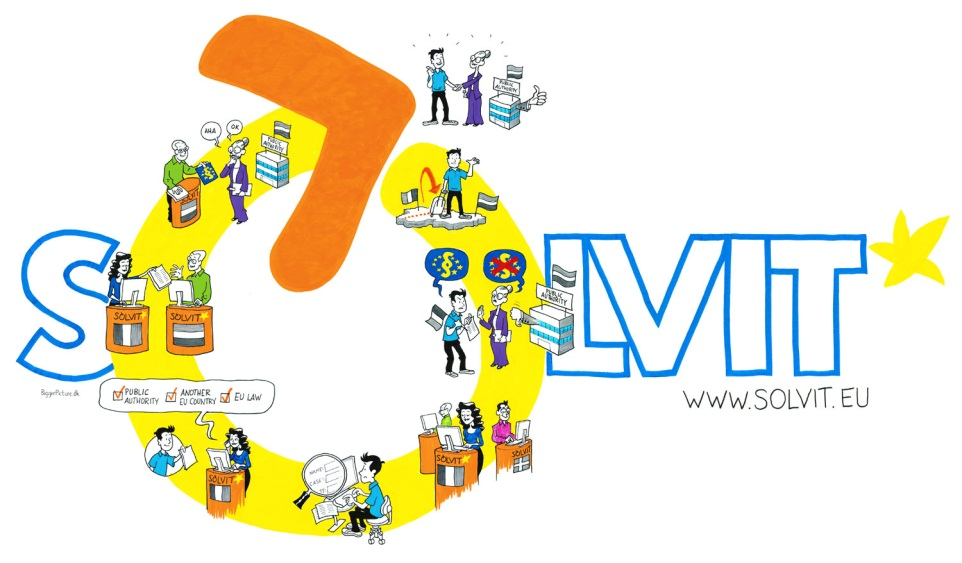 PUBLIC
AUTHORITY
AHA
OK
PUBLIC
AUTHORITY
SOLVIT
SOLVIT
PUBLIC
AUTHORITY
SOLVIT
SOLVIT
WWW.SOLVIT.EU
BiggerPicture.dk
PUBLIC
AUTHORITY
ANOTHER
EU COUNTRY
EU LAW
SOLVIT
NAME:
CASE:
SOLVIT
SOLVIT